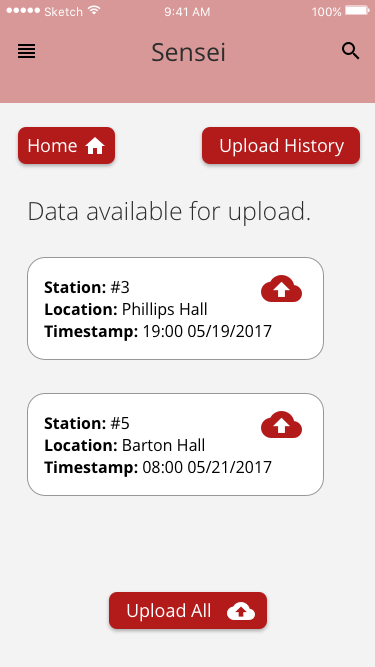 Sketch 9:41 AM 100%
Sensei
Home Upload History
Data available for upload.
Station: #3
Location: Phillips Hall
Timestamp: 19:00 05/19/2017
Station: #5
Location: Barton Hall
Timestamp: 08:00 05/21/2017
Upload All